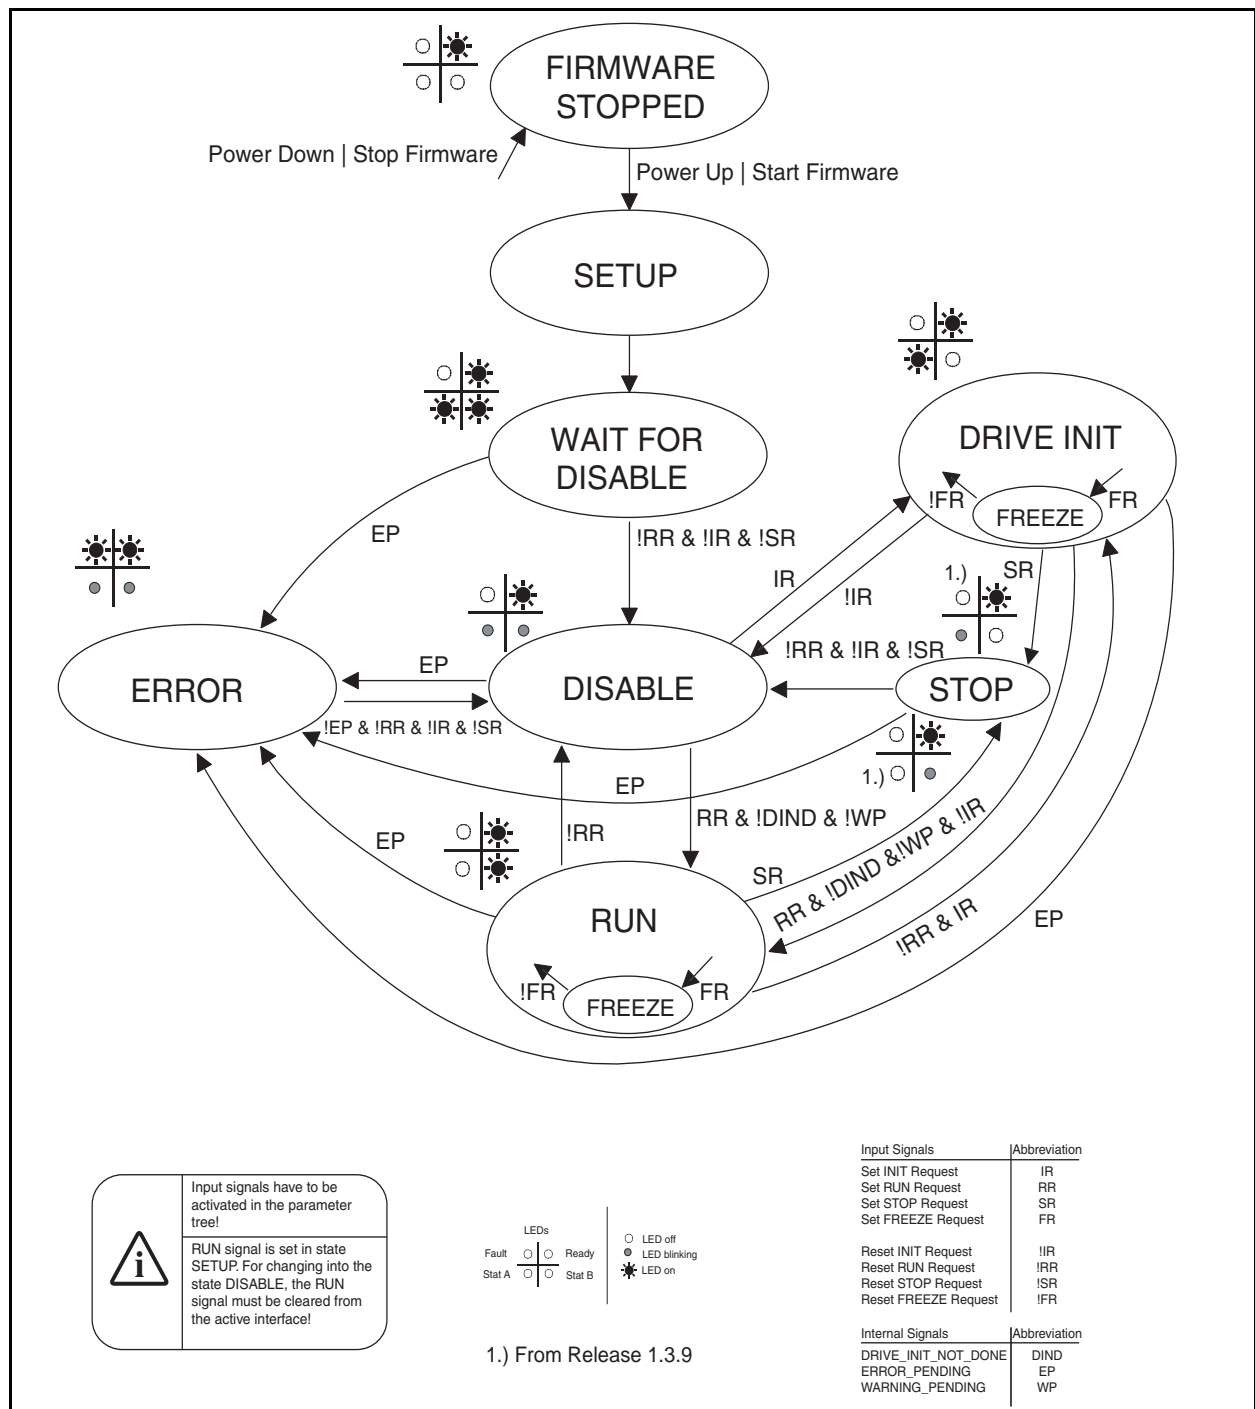 FIRMWARE
STOPPED
Power Down | Stop Firmware
Power Up | Start Firmware
SETUP
WAIT FOR
DISABLE
DRIVE INIT
!FR
FR
FREEZE
EP
!RR & !IR & !SR
IR
!IR
1.)
SR
!RR & !IR & !SR
ERROR
EP
DISABLE
STOP
!EP & !RR & !IR & !SR
1.)
EP
EP
!RR
RR & !DIND & !WP
SR
RR & !DIND &!WP & !IR
!RR & IR
EP
RUN
!FR
FR
FREEZE
Input signals have to be
activated in the parameter
tree!
RUN signal is set in state
SETUP. For changing into the
state DISABLE, the RUN
signal must be cleared from
the active interface!
i
LEDs
Fault
Ready
Stat A
Stat B
LED off
LED blinking
LED on
1.) From Release 1.3.9
Input Signals Abbreviation
Set INIT Request IR
Set RUN Request RR
Set STOP Request SR
Set FREEZE Request FR
Reset INIT Request !IR
Reset RUN Request !RR
Reset STOP Request !SR
Reset FREEZE Request !FR
Internal Signals Abbreviation
DRIVE_INIT_NOT_DONE DIND
ERROR_PENDING EP
WARNING_PENDING WP